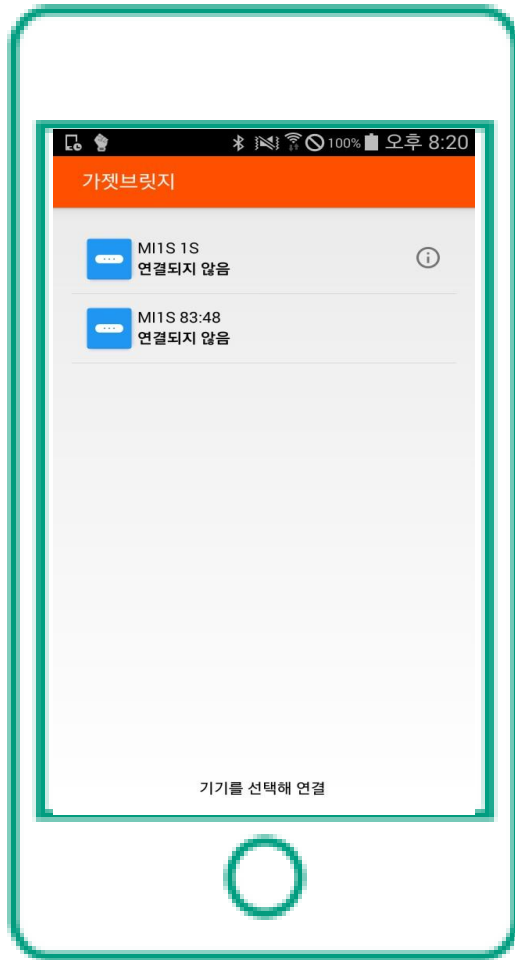 100% 오후 8:20
가젯브릿지
MI1S 1S
연결되지 않음
MI1S 83:48
연결되지 않음
기기를 선택해 연결